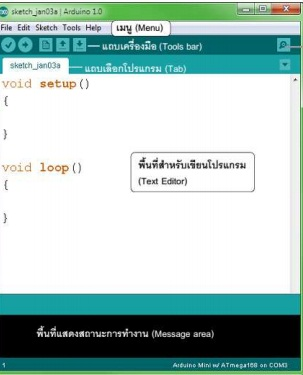 sketch_jan03a | Arduino 1.0
File Edit Sketch Tools Help เมนู (Menu)
แถบเครื่องมือ (Tools bar)
sketch_jan03a แถบเลือกโปรแกรม (Tab)
void setup()
{
}
void loop()
{
}
พื้นที่สำหรับเขียนโปรแกรม
(Text Editor)
พื้นที่แสดงสถานะการทำงาน (Message area)
1 Arduino Mini w/ ATmega168 on COM3